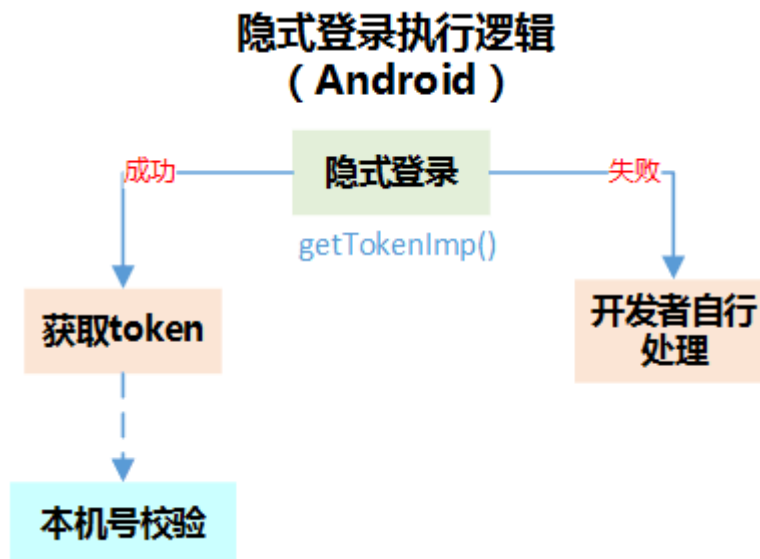 隐式登录执行逻辑
（Android）
成功
隐式登录
失败
getTokenImp()
获取token
开发者自行
处理
本机号校验